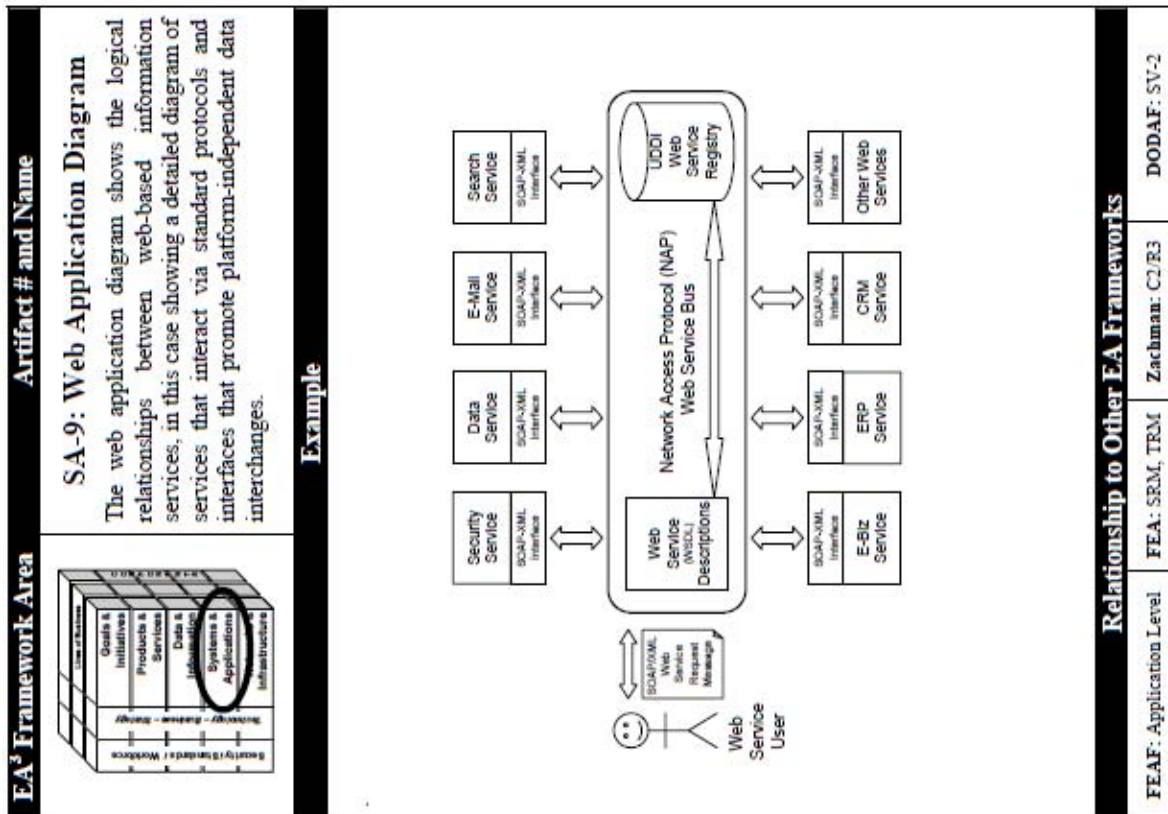 EA³ Framework Area
Artifact # and Name
Lines of Business
Goals &
Initiatives
Products &
Services
Data &
Information
Systems &
Applications
Infrastructure
Technology – Business – Strategy
Security / Standards / Workforce
SA-9: Web Application Diagram
The web application diagram shows the logical
relationships between web-based information
services, in this case showing a detailed diagram of
services that interact via standard protocols and
interfaces that promote platform-independent data
interchanges.
Example
Security
Service
SOAP-XML
Interface
Data
Service
SOAP-XML
Interface
E-Mail
Service
SOAP-XML
Interface
Search
Service
SOAP-XML
Interface
SOAP/XML
Web
Service
Request
Message
Web
Service
User
Web
Service
(WSDL)
Descriptions
Network Access Protocol (NAP)
Web Service Bus
UDDI
Web
Service
Registry
SOAP-XML
Interface
E-Biz
Service
SOAP-XML
Interface
ERP
Service
SOAP-XML
Interface
CRM
Service
SOAP-XML
Interface
Other Web
Services
Relationship to Other EA Frameworks
FEAF: Application Level
FEA: SRM, TRM
Zachman: C2/R3
DODAF: SV-2